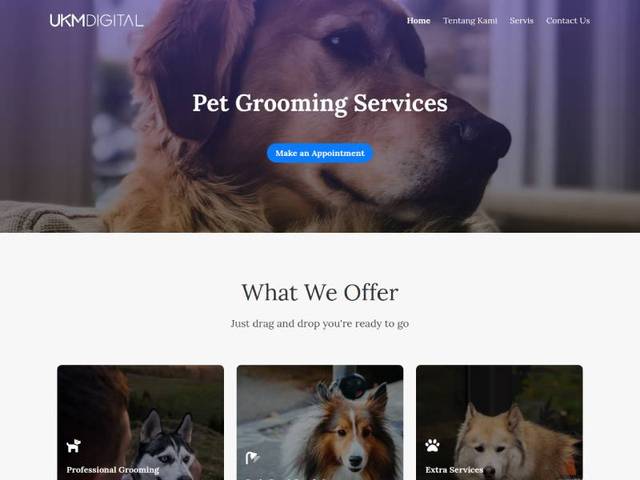 UKMDIGITAL
Home Tentang Kami Servis Contact Us
Pet Grooming Services
Make an Appointment
What We Offer
Just drag and drop you're ready to go
Professional Grooming
Extra Services